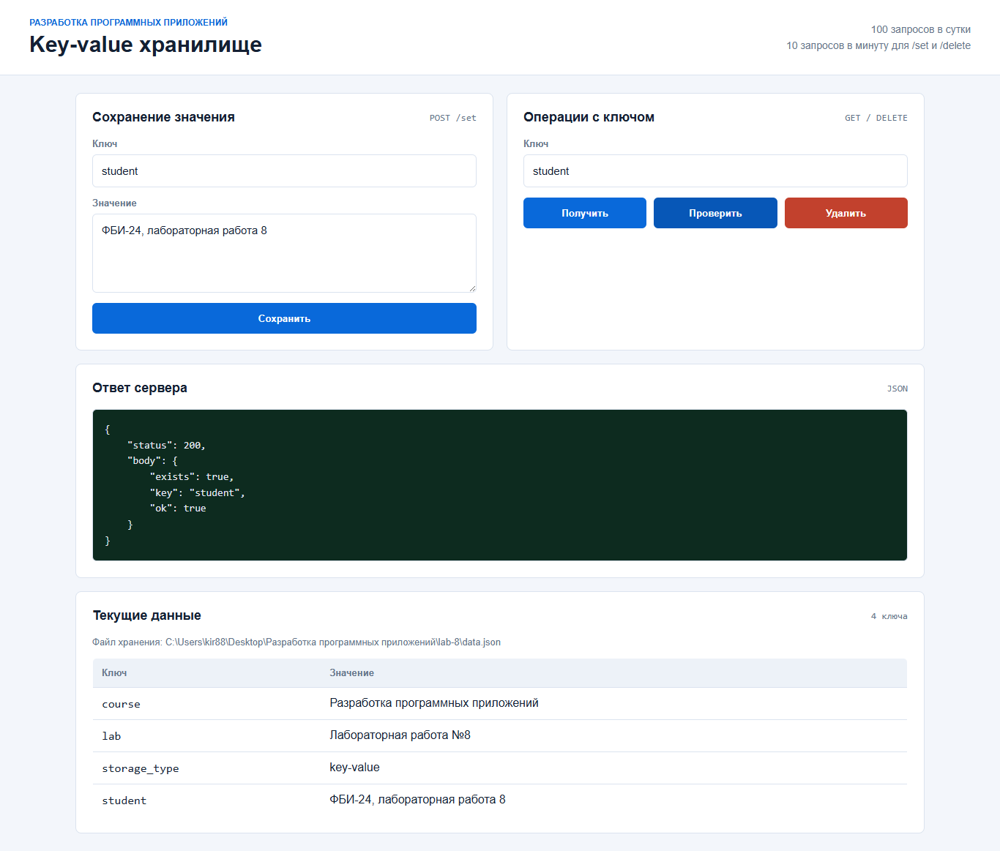 РАЗРАБОТКА ПРОГРАММНЫХ ПРИЛОЖЕНИЙ
Key-value хранилище
100 запросов в сутки
10 запросов в минуту для /set и /delete
Сохранение значения
POST /set
Ключ
student
Значение
ФБИ-24, лабораторная работа 8
Сохранить
Операции с ключом
GET / DELETE
Ключ
student
Получить
Проверить
Удалить
Ответ сервера
JSON
{
    "status": 200,
    "body": {
        "exists": true,
        "key": "student",
        "ok": true
    }
}
Текущие данные
4 ключа
Файл хранения: C:\Users\kir88\Desktop\Разработка программных приложений\lab-8\data.json
Ключ Значение
course Разработка программных приложений
lab Лабораторная работа №8
storage_type key-value
student ФБИ-24, лабораторная работа 8